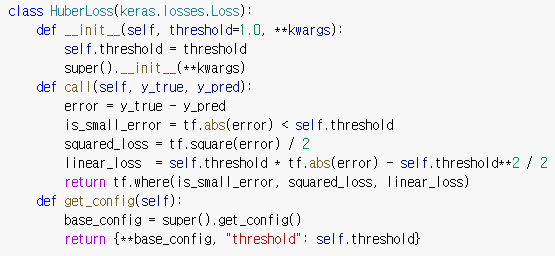 class HuberLoss(keras.losses.Loss):
    def __init__(self, threshold=1.0, **kwargs):
        self.threshold = threshold
        super().__init__(**kwargs)
    def call(self, y_true, y_pred):
        error = y_true - y_pred
        is_small_error = tf.abs(error) < self.threshold
        squared_loss = tf.square(error) / 2
        linear_loss  = self.threshold * tf.abs(error) - self.threshold**2 / 2
        return tf.where(is_small_error, squared_loss, linear_loss)
    def get_config(self):
        base_config = super().get_config()
        return {**base_config, "threshold": self.threshold}